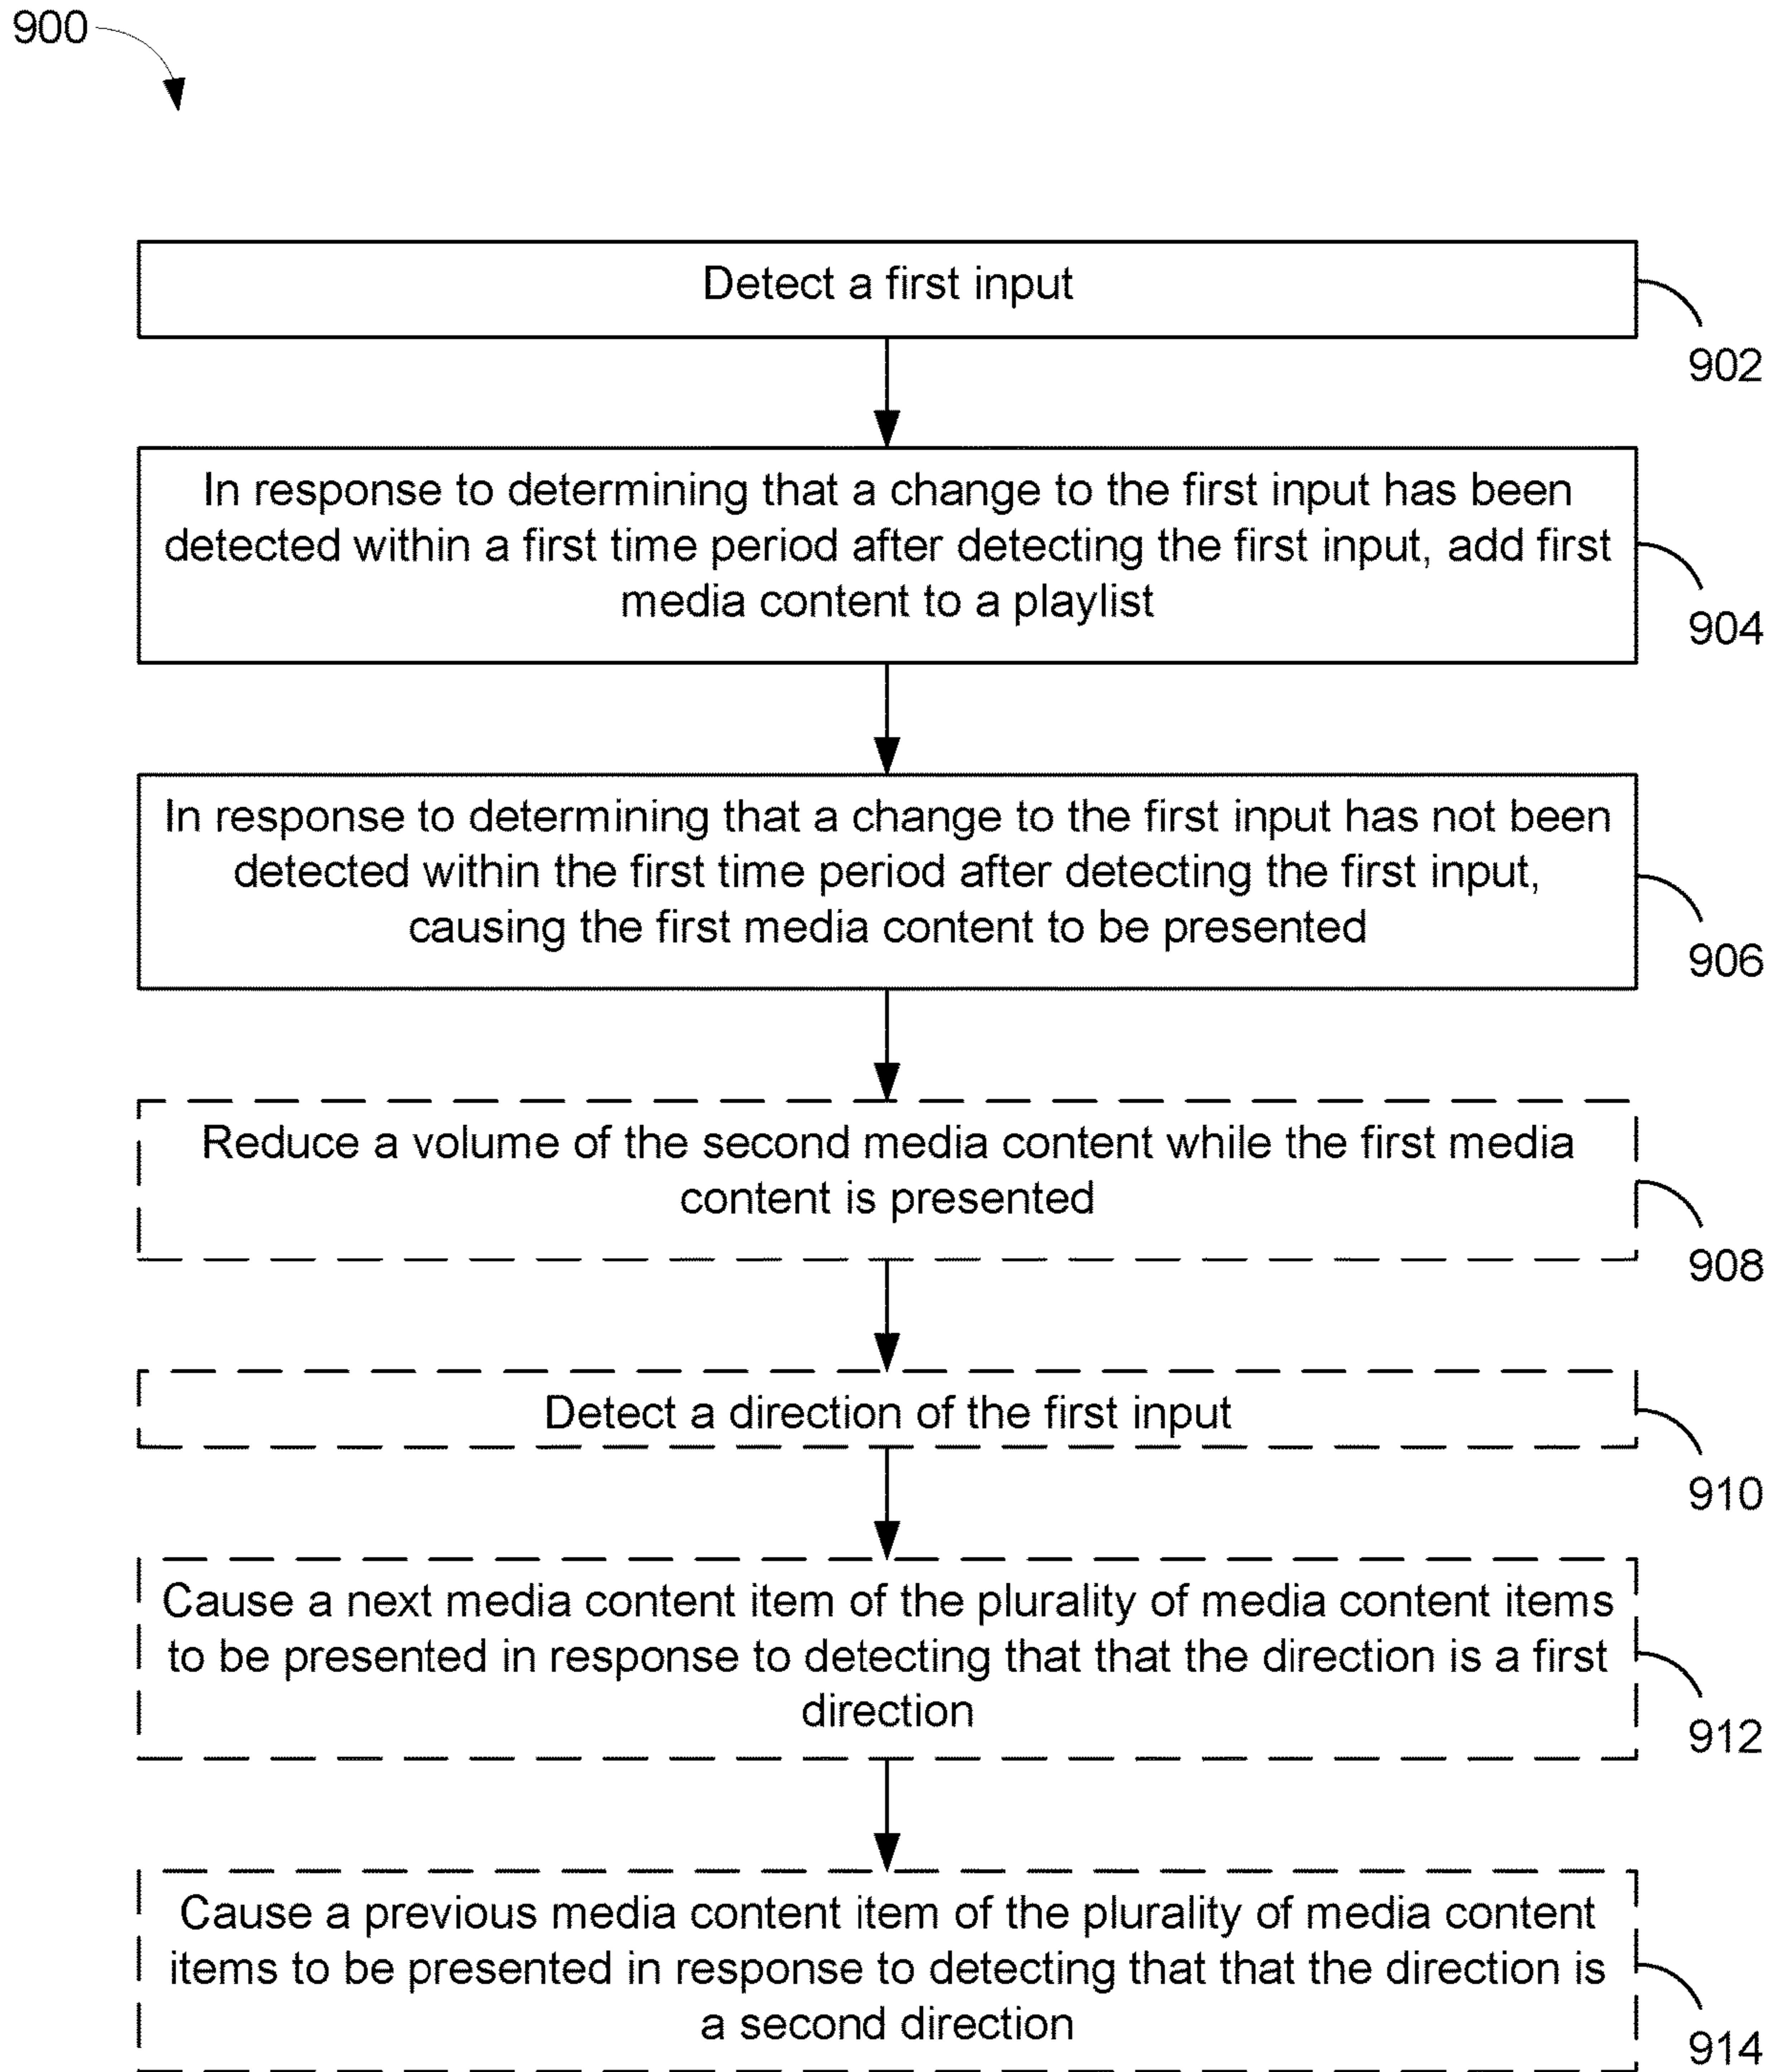 900
Detect a first input
902
In response to determining that a change to the first input has been
detected within a first time period after detecting the first input, add first
media content to a playlist
904
In response to determining that a change to the first input has not been
detected within the first time period after detecting the first input,
causing the first media content to be presented
906
Reduce a volume of the second media content while the first media
content is presented
908
Detect a direction of the first input
910
Cause a next media content item of the plurality of media content items
to be presented in response to detecting that that the direction is a first
direction
912
Cause a previous media content item of the plurality of media content
items to be presented in response to detecting that that the direction is
a second direction
914